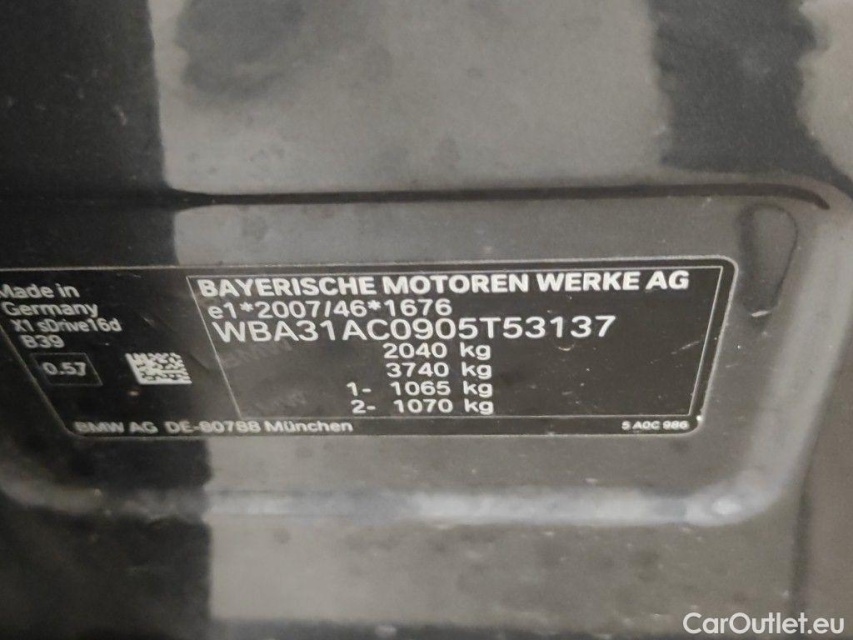 Made in
Germany
X1 sDrive16d
B39
0.57
BMW AG DE-80788 München
BAYERISCHE MOTOREN WERKE AG
e1*2007/46*1676
WBA31AC0905T53137
2040 kg
3740 kg
1- 1065 kg
2- 1070 kg
5 A0C 986
CarOutlet.eu